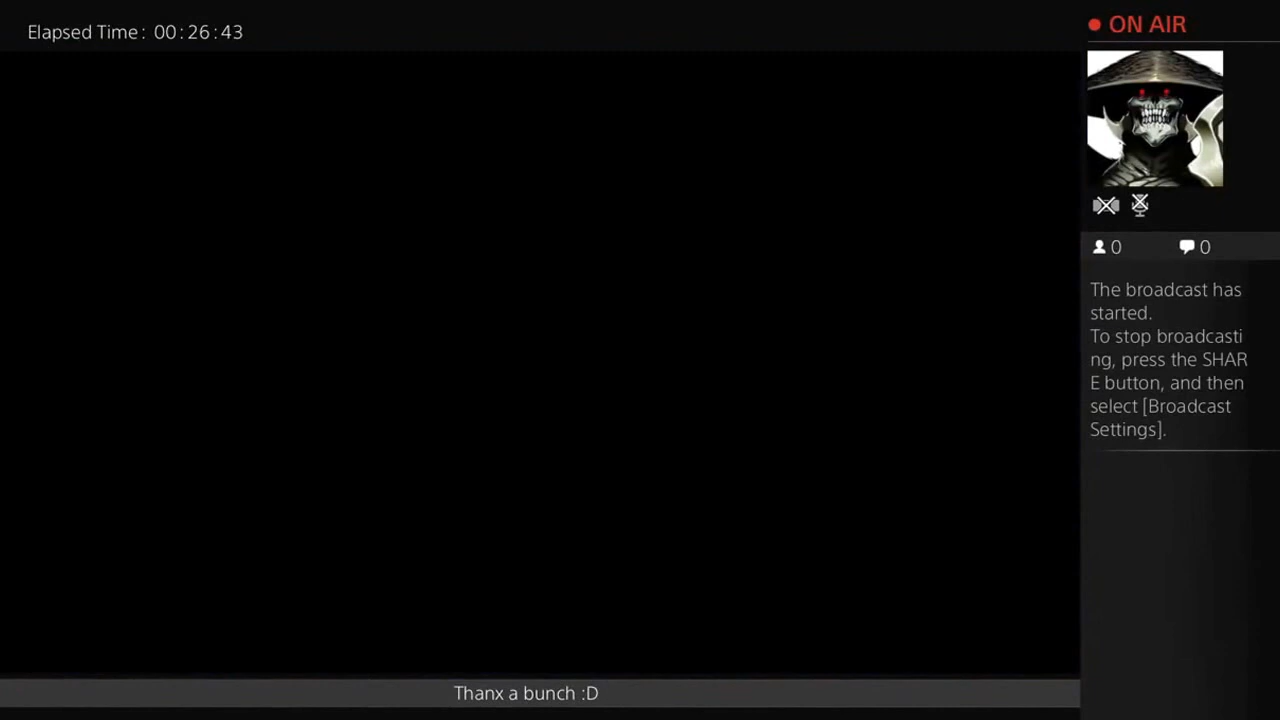 Elapsed Time: 00:26:43
ON AIR
0 0
The broadcast has
started.
To stop broadcasti
ng, press the SHAR
E button, and then
select [Broadcast
Settings].
Thanx a bunch :D